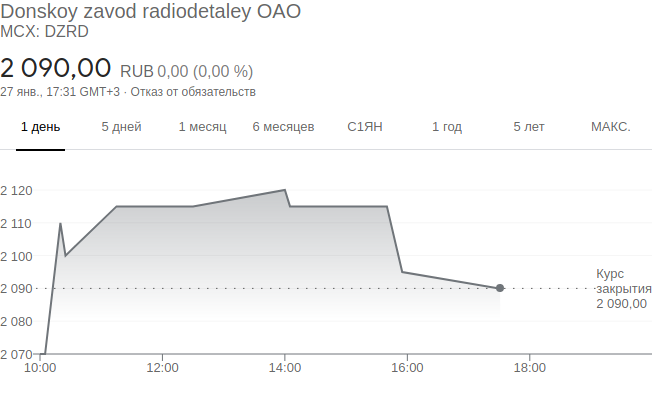 Donskoy zavod radiodetaley OAO
MCX: DZRD
2 090,00 RUB 0,00 (0,00 %)
27 янв., 17:31 GMT+3 · Отказ от обязательств
1 день 5 дней 1 месяц 6 месяцев С1ЯН 1 год 5 лет МАКС.
2 120
2 110
2 100
2 090
2 080
2 070
Курс
закрытия
2 090,00
10:00 12:00 14:00 16:00 18:00